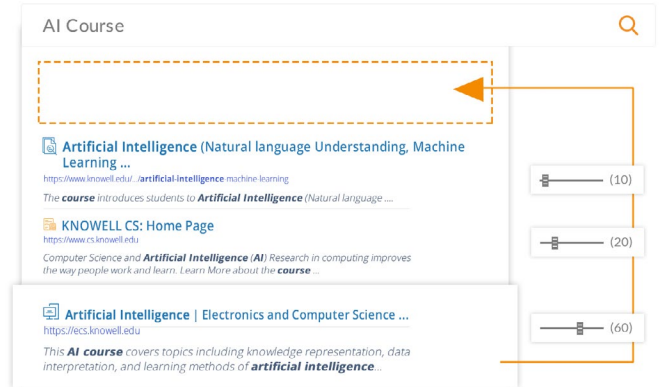 AI Course
Artificial Intelligence (Natural language Understanding, Machine
Learning ...
https://www.knowell.edu/.../artificial-intelligence-machine-learning
The course introduces students to Artificial Intelligence (Natural language ....
(10)
KNOWELL CS: Home Page
https://www.cs.knowell.edu
(20)
Computer Science and Artificial Intelligence (AI) Research in computing improves
the way people work and learn. Learn More about the course ...
Artificial Intelligence | Electronics and Computer Science ...
https://ecs.knowell.edu
(60)
This AI course covers topics including knowledge representation, data
interpretation, and learning methods of artificial intelligence...